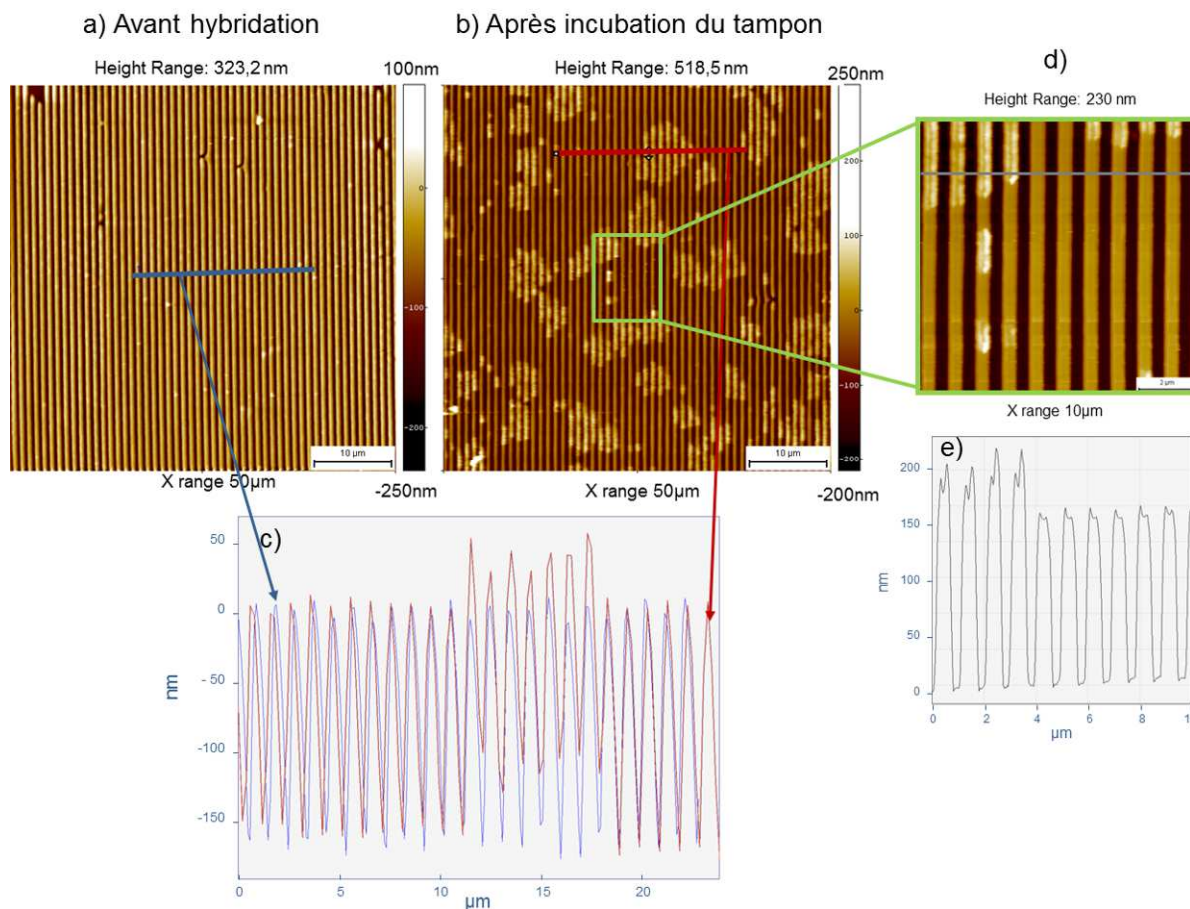 a) Avant hybridation
Height Range: 323,2 nm
100nm
0
-100
-200
10 µm
X range 50µm
-250nm
b) Après incubation du tampon
Height Range: 518,5 nm
250nm
200
100
0
-100
-200
10 µm
X range 50µm
-200nm
d)
Height Range: 230 nm
2 µm
X range 10µm
c)
50
0
- 50
-100
-150
nm
0
5
10
15
20
µm
e)
200
150
100
50
0
nm
0
2
4
6
8
µm